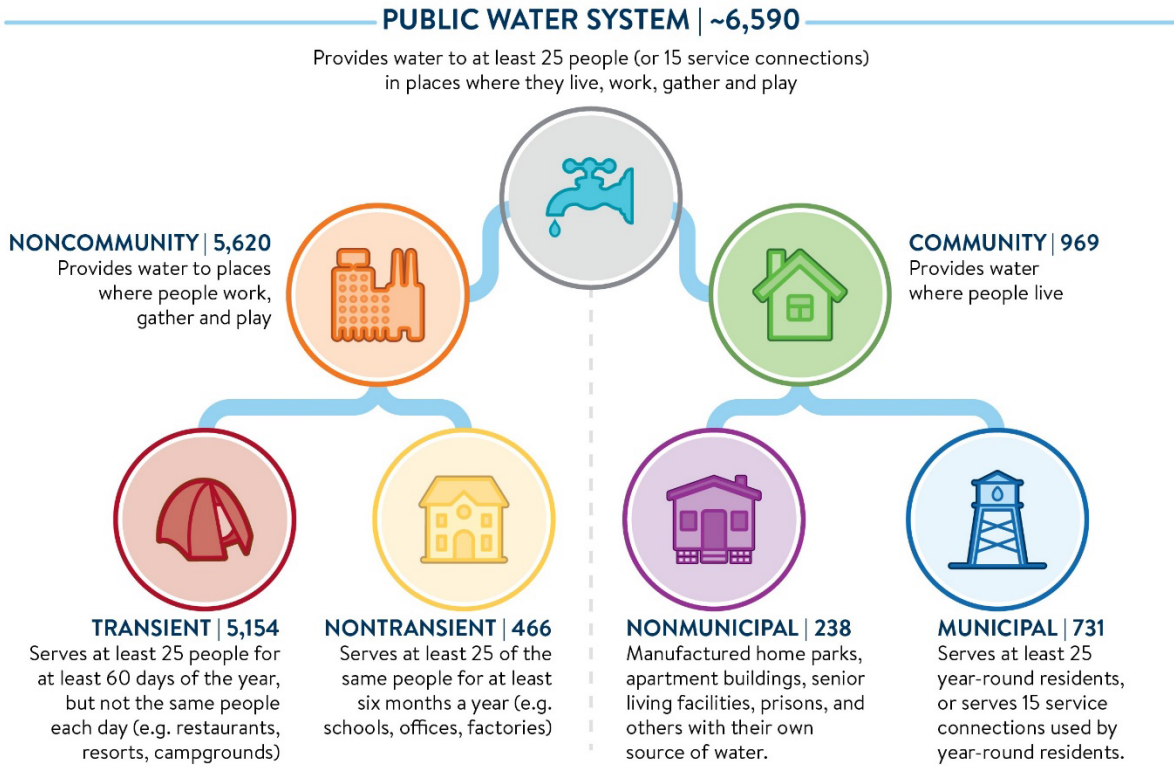 PUBLIC WATER SYSTEM | ~6,590
Provides water to at least 25 people (or 15 service connections)
in places where they live, work, gather and play
NONCOMMUNITY | 5,620
Provides water to places
where people work,
gather and play
COMMUNITY | 969
Provides water
where people live
TRANSIENT | 5,154
Serves at least 25 people for
at least 60 days of the year,
but not the same people
each day (e.g. restaurants,
resorts, campgrounds)
NONTRANSIENT | 466
Serves at least 25 of the
same people for at least
six months a year (e.g.
schools, offices, factories)
NONMUNICIPAL | 238
Manufactured home parks,
apartment buildings, senior
living facilities, prisons, and
others with their own
source of water.
MUNICIPAL | 731
Serves at least 25
year-round residents,
or serves 15 service
connections used by
year-round residents.